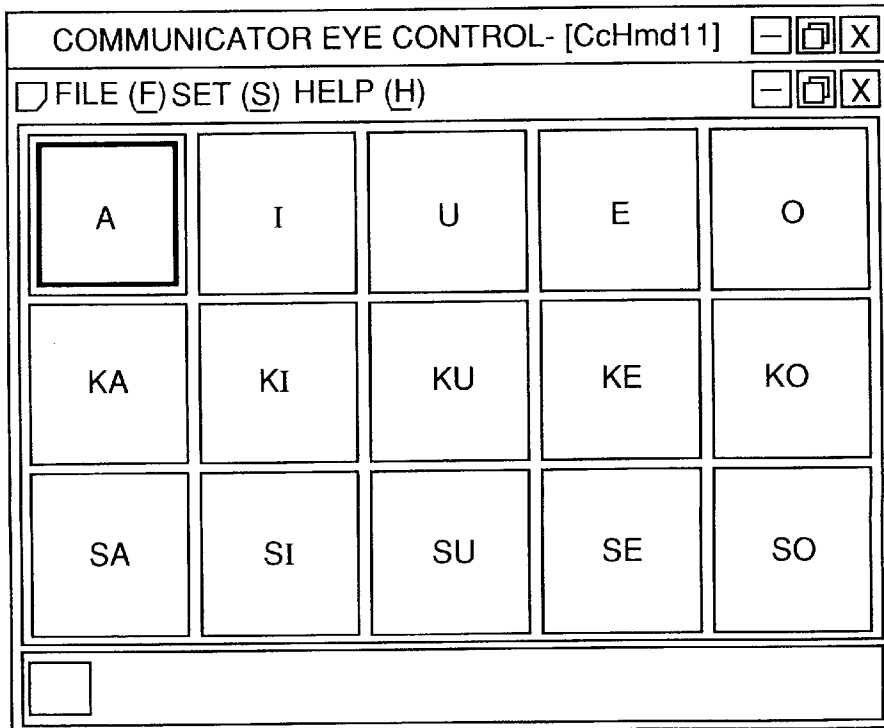 COMMUNICATOR EYE CONTROL- [CcHmd11] X
FILE (F) SET (S) HELP (H) X
A I U E O
KA KI KU KE KO
SA SI SU SE SO